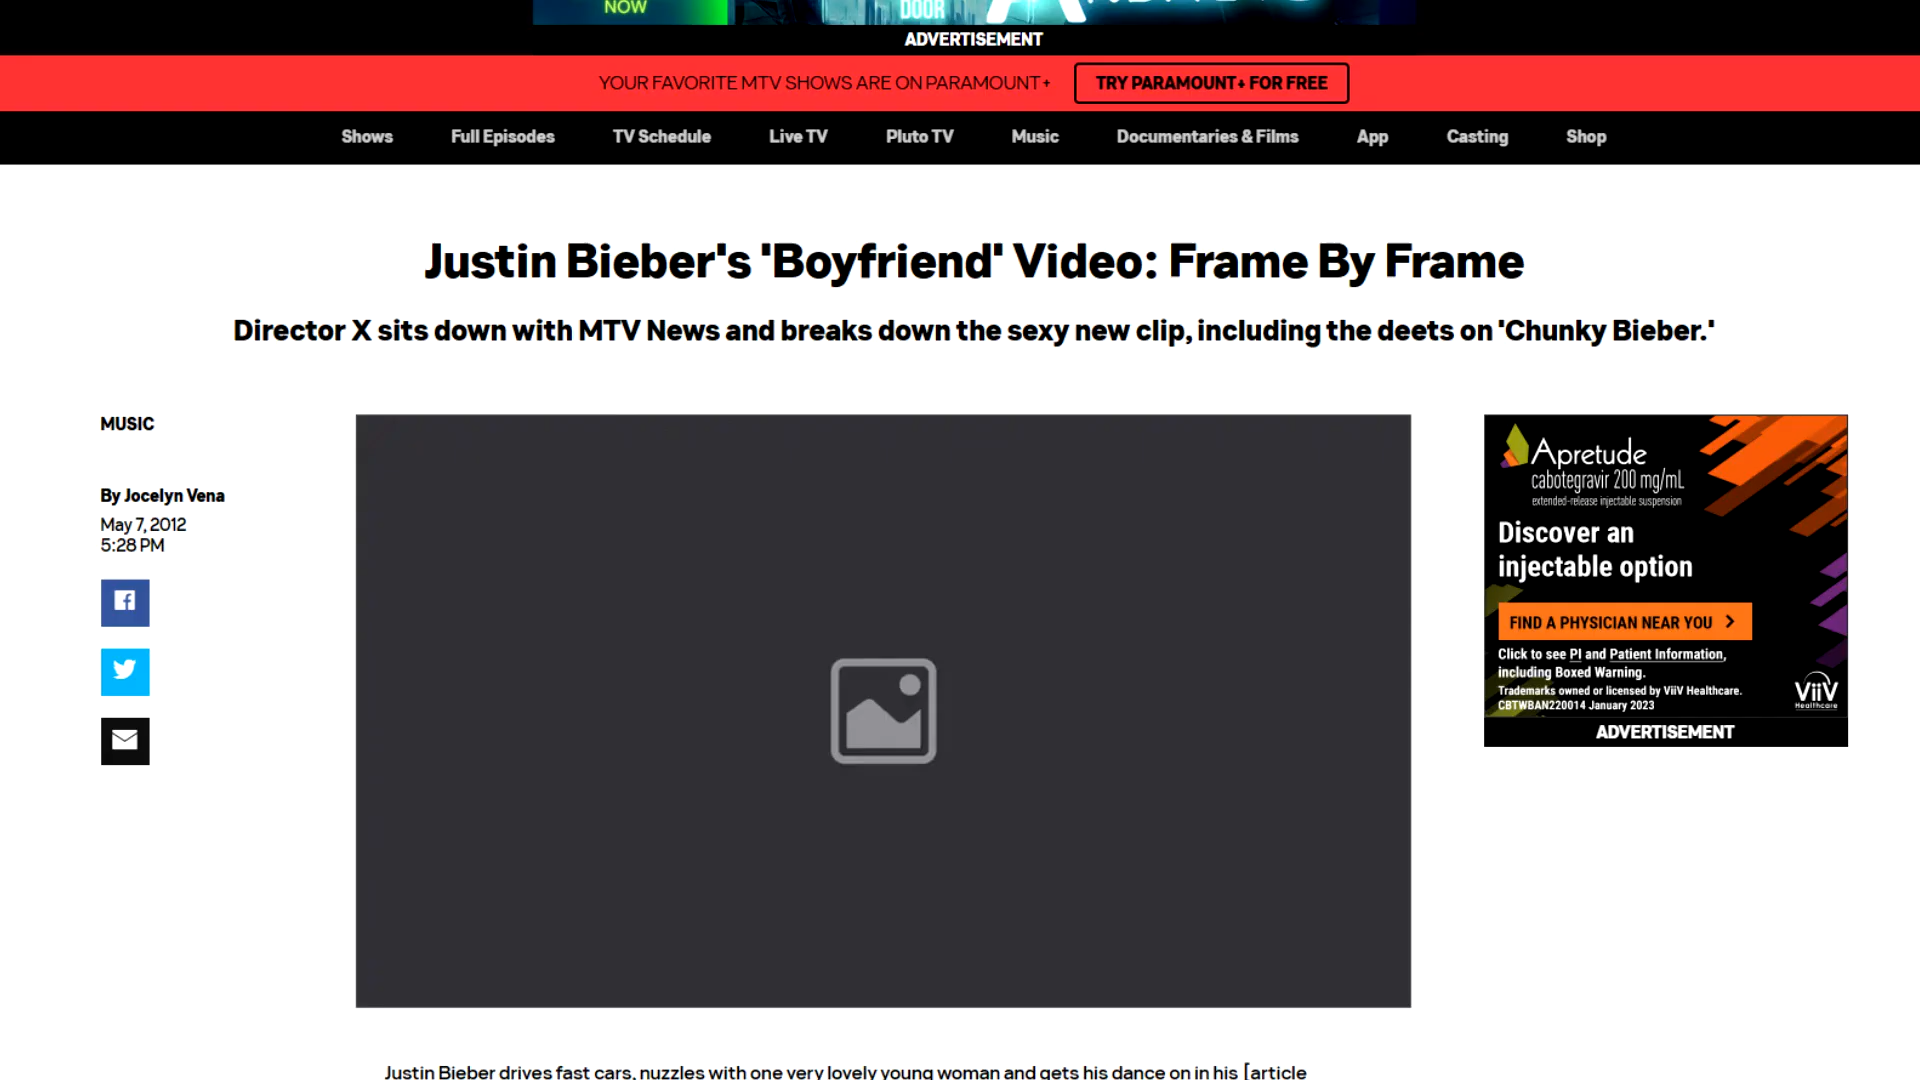 NOW
DOOR
ADVERTISEMENT
YOUR FAVORITE MTV SHOWS ARE ON PARAMOUNT+
TRY PARAMOUNT+ FOR FREE
Shows
Full Episodes
TV Schedule
Live TV
Pluto TV
Music
Documentaries & Films
App
Casting
Shop
Justin Bieber's 'Boyfriend' Video: Frame By Frame
Director X sits down with MTV News and breaks down the sexy new clip, including the deets on 'Chunky Bieber.'
MUSIC
By Jocelyn Vena
May 7, 2012
5:28 PM
Apretude
cabotegravir 200 mg/mL
extended-release injectable suspension
Discover an
injectable option
FIND A PHYSICIAN NEAR YOU
Click to see PI and Patient Information,
including Boxed Warning.
Trademarks owned or licensed by ViiV Healthcare.
CBTWBAN220014 January 2023
ViiV
Healthcare
ADVERTISEMENT
Justin Bieber drives fast cars, nuzzles with one very lovely young woman and gets his dance on in his [article